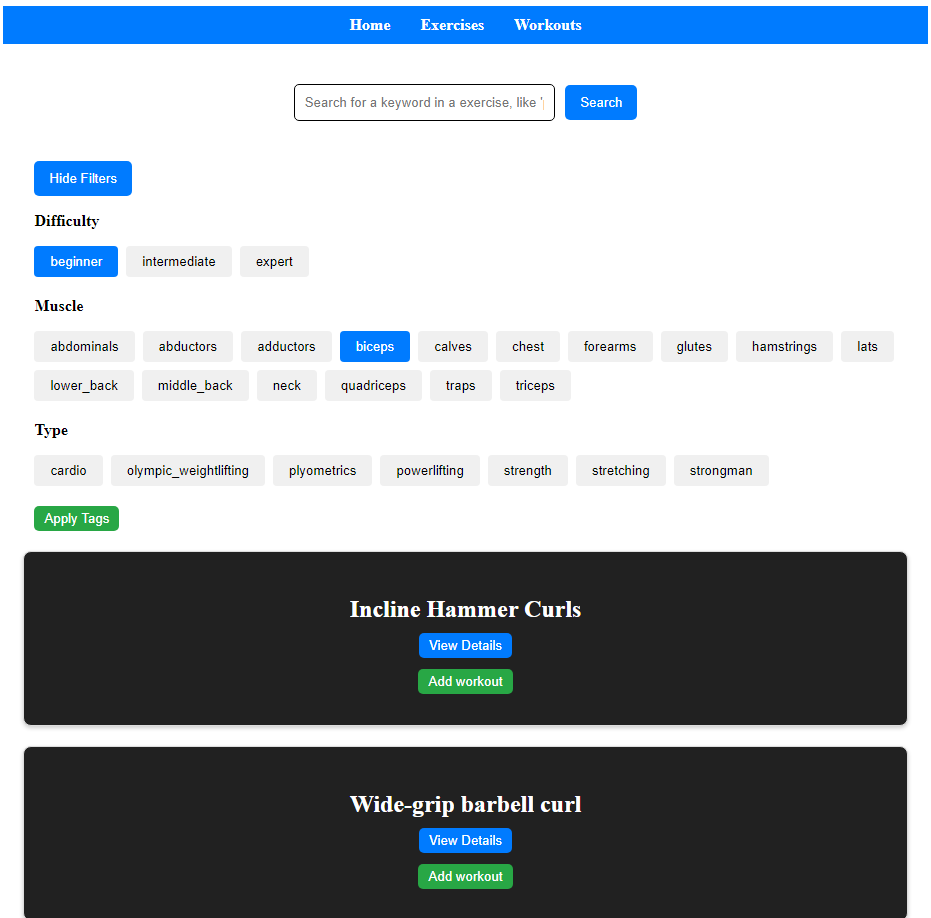 Home Exercises Workouts
Search for a keyword in a exercise, like '
Search
Hide Filters
Difficulty
beginner intermediate expert
Muscle
abdominals abductors adductors biceps calves chest forearms glutes hamstrings lats
lower_back middle_back neck quadriceps traps triceps
Type
cardio olympic_weightlifting plyometrics powerlifting strength stretching strongman
Apply Tags
Incline Hammer Curls
View Details
Add workout
Wide-grip barbell curl
View Details
Add workout